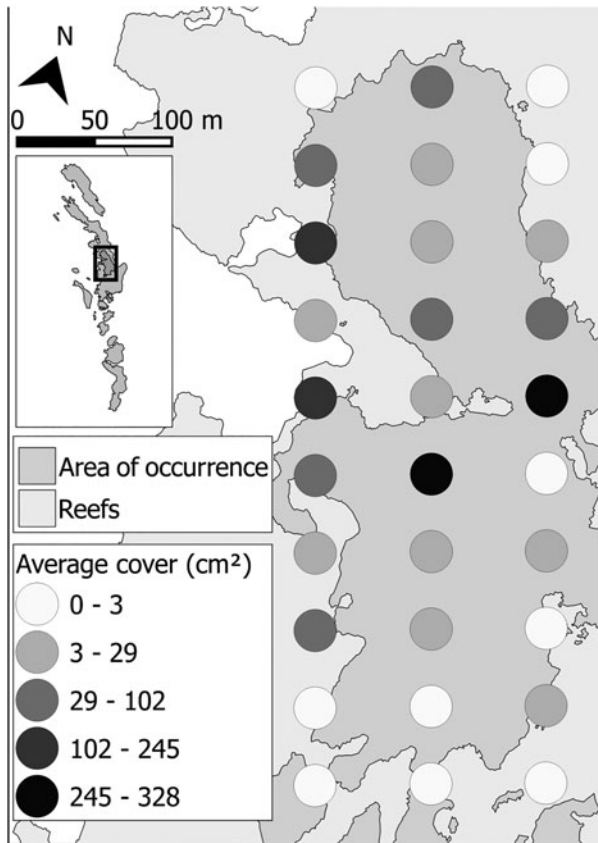 N
0 50 100 m
Area of occurrence
Reefs
Average cover (cm²)
0 - 3
3 - 29
29 - 102
102 - 245
245 - 328